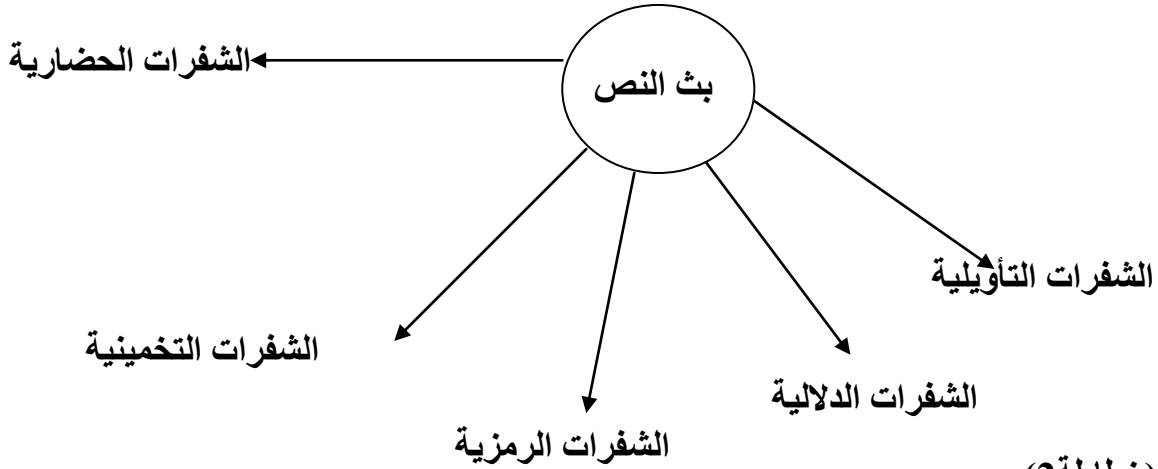 بث النص
الشفرات الحضارية
الشفرات التأويلية
الشفرات التخمينية
الشفرات الدلالية
الشفرات الرمزية